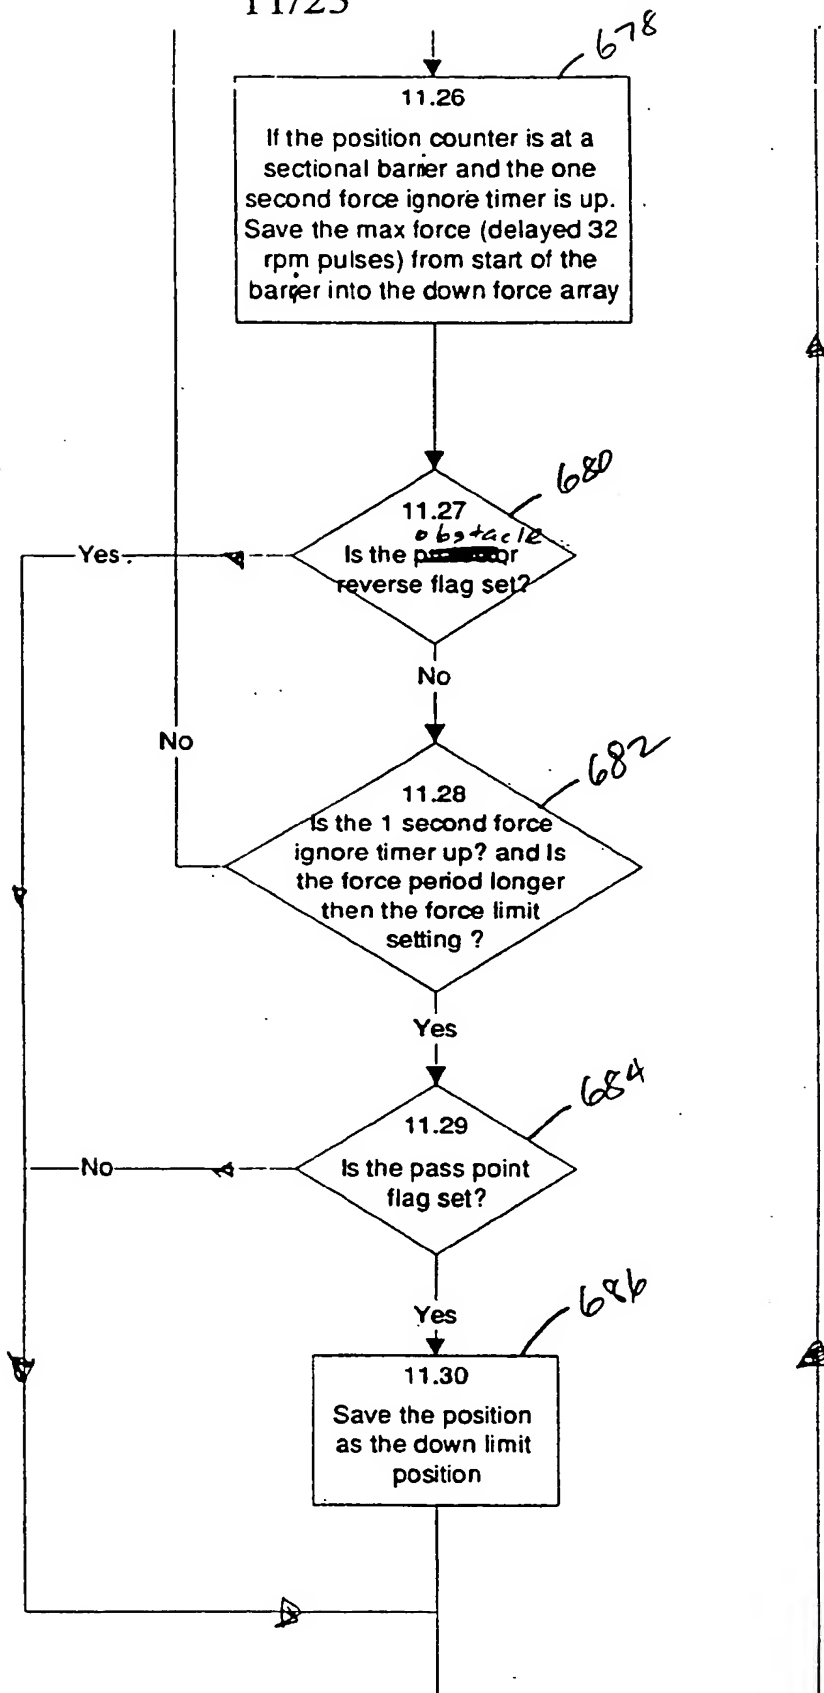 11/25
678
11.26
If the position counter is at a
sectional barrier and the one
second force ignore timer is up.
Save the max force (delayed 32
rpm pulses) from start of the
barrier into the down force array
680
11.27
obstacle
Is the
reverse flag set?
Yes
No
No
682
11.28
Is the 1 second force
ignore timer up? and Is
the force period longer
then the force limit
setting ?
Yes
684
11.29
Is the pass point
flag set?
No
Yes
686
11.30
Save the position
as the down limit
position